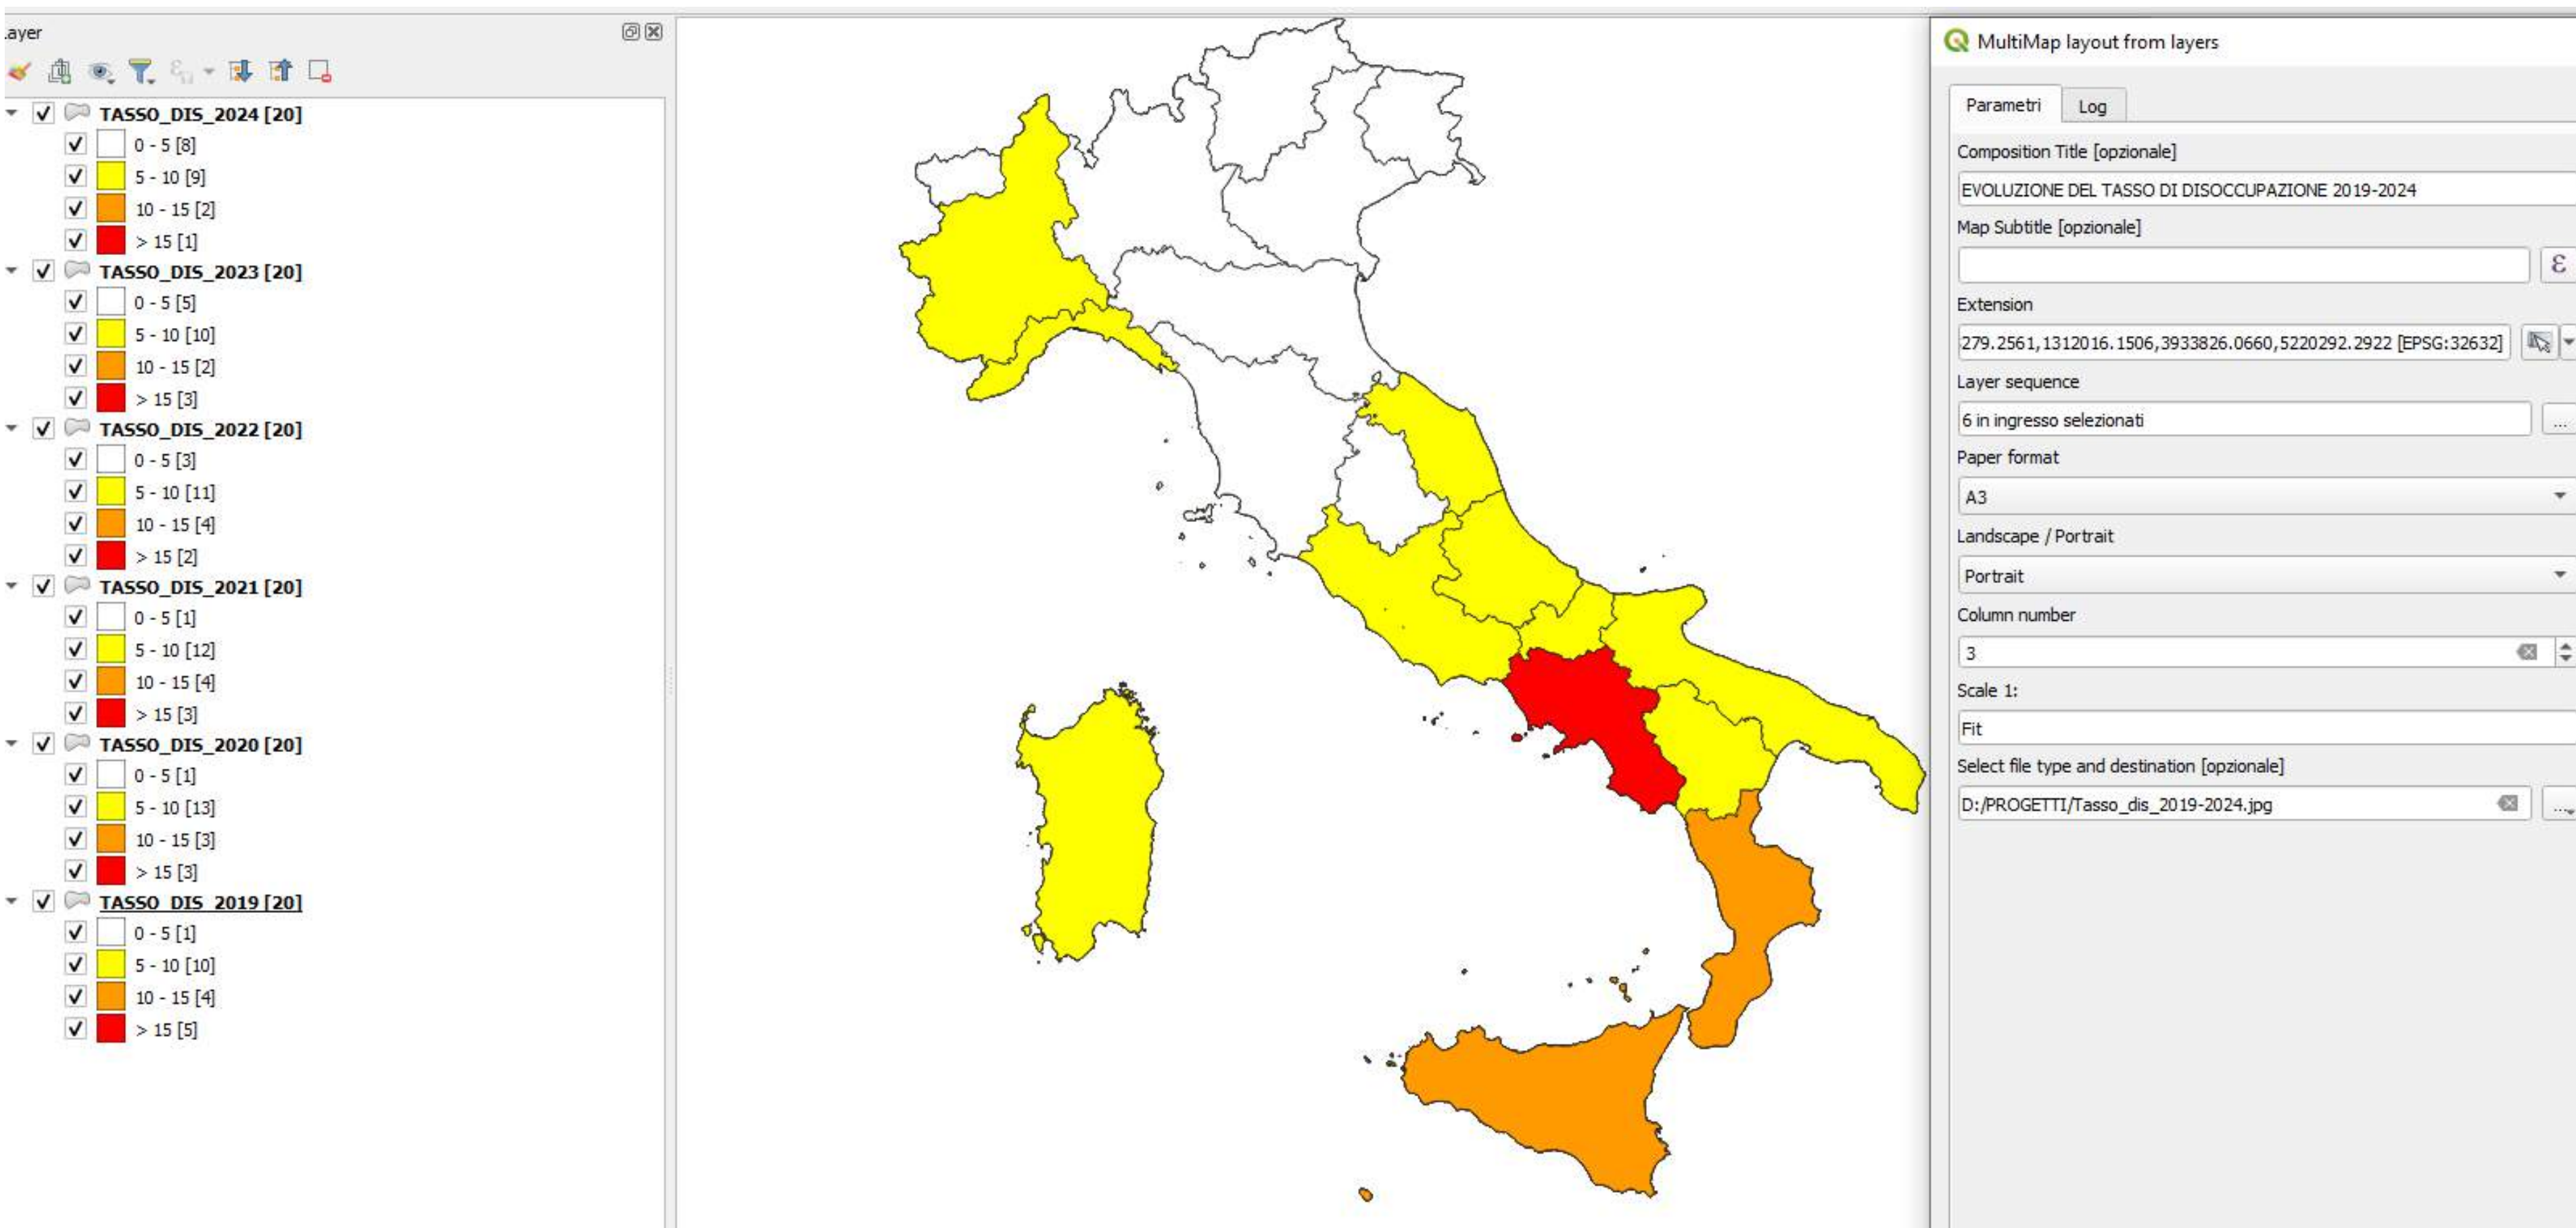 ayer
TASSO_DIS_2024 [20]
0 - 5 [8]
5 - 10 [9]
10 - 15 [2]
> 15 [1]
TASSO_DIS_2023 [20]
0 - 5 [5]
5 - 10 [10]
10 - 15 [2]
> 15 [3]
TASSO_DIS_2022 [20]
0 - 5 [3]
5 - 10 [11]
10 - 15 [4]
> 15 [2]
TASSO_DIS_2021 [20]
0 - 5 [1]
5 - 10 [12]
10 - 15 [4]
> 15 [3]
TASSO_DIS_2020 [20]
0 - 5 [1]
5 - 10 [13]
10 - 15 [3]
> 15 [3]
TASSO_DIS_2019 [20]
0 - 5 [1]
5 - 10 [10]
10 - 15 [4]
> 15 [5]
MultiMap layout from layers
Parametri Log
Composition Title [opzionale]
EVOLUZIONE DEL TASSO DI DISOCCUPAZIONE 2019-2024
Map Subtitle [opzionale]
ε
Extension
279.2561,1312016.1506,3933826.0660,5220292.2922 [EPSG:32632]
Layer sequence
6 in ingresso selezionati
...
Paper format
A3
Landscape / Portrait
Portrait
Column number
3
Scale 1:
Fit
Select file type and destination [opzionale]
D:/PROGETTI/Tasso_dis_2019-2024.jpg
...